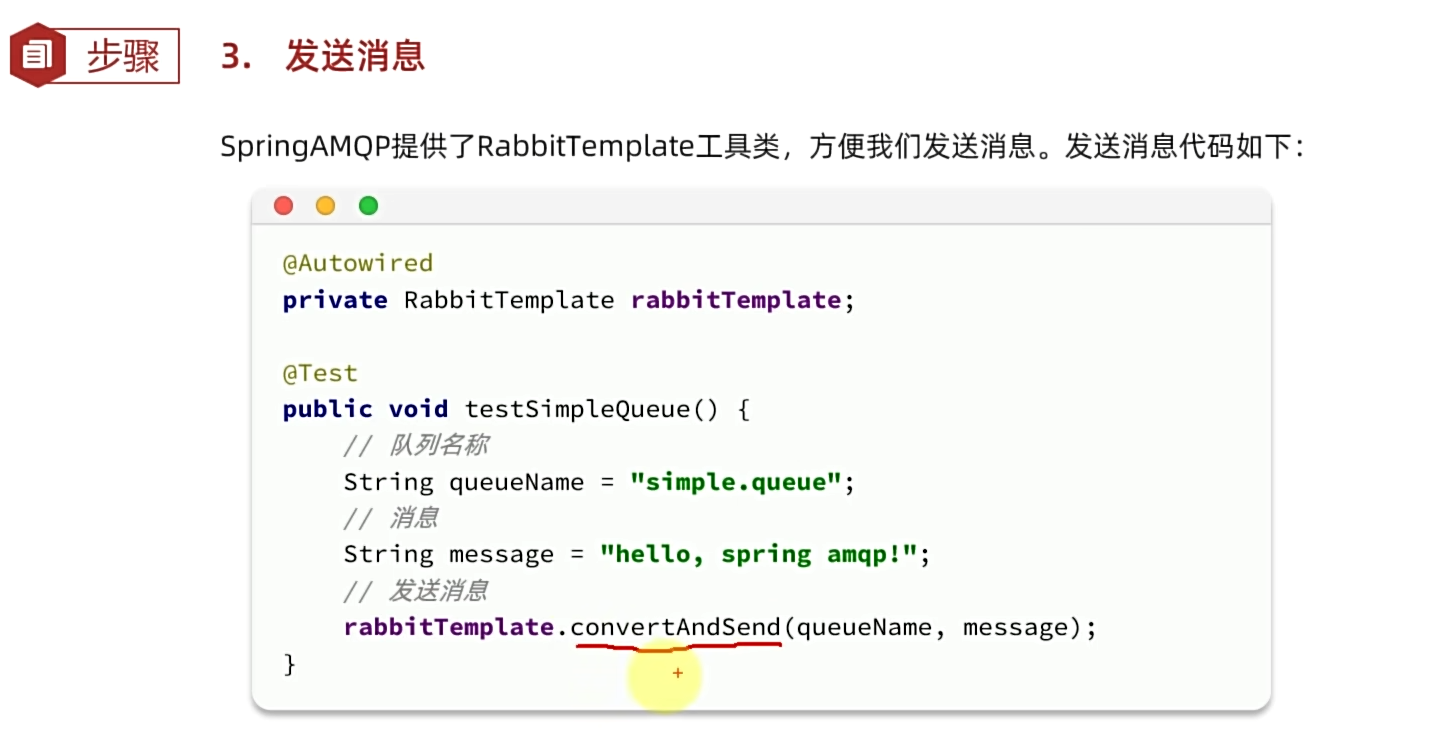 步骤
3. 发送消息
SpringAMQP提供了RabbitTemplate工具类，方便我们发送消息。发送消息代码如下：
@Autowired
private RabbitTemplate rabbitTemplate;
@Test
public void testSimpleQueue() {
// 队列名称
String queueName = "simple.queue";
// 消息
String message = "hello, spring amqp!";
// 发送消息
rabbitTemplate.convertAndSend(queueName, message);
}